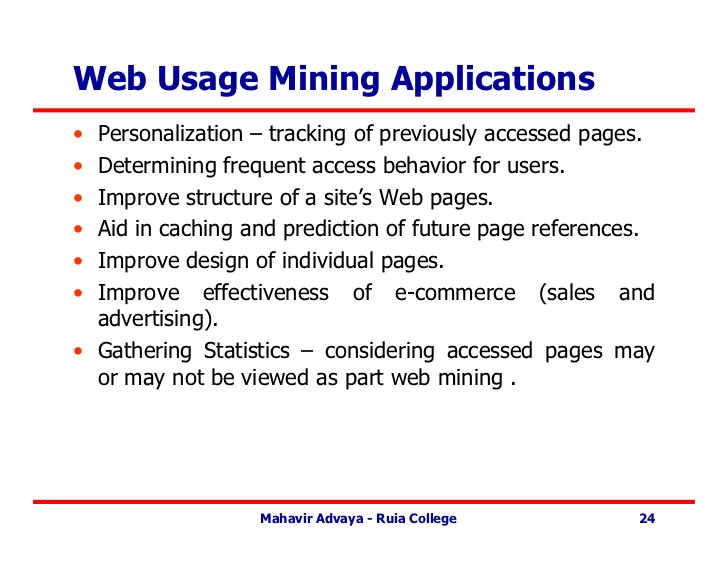 Web Usage Mining Applications
• Personalization – tracking of previously accessed pages.
• Determining frequent access behavior for users.
• Improve structure of a site's Web pages.
• Aid in caching and prediction of future page references.
• Improve design of individual pages.
• Improve effectiveness of e-commerce (sales and
advertising).
• Gathering Statistics – considering accessed pages may
or may not be viewed as part web mining .
Mahavir Advaya - Ruia College 24